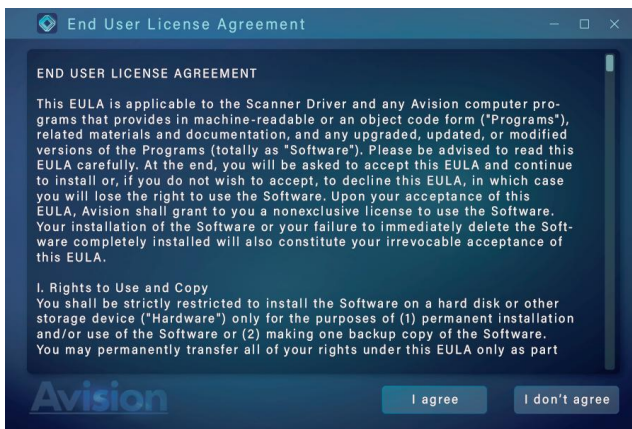 End User License Agreement
END USER LICENSE AGREEMENT
This EULA is applicable to the Scanner Driver and any Avision computer pro-
grams that provides in machine-readable or an object code form ("Programs"),
related materials and documentation, and any upgraded, updated, or modified
versions of the Programs (totally as "Software"). Please be advised to read this
EULA carefully. At the end, you will be asked to accept this EULA and continue
to install or, if you do not wish to accept, to decline this EULA, in which case
you will lose the right to use the Software. Upon your acceptance of this
EULA, Avision shall grant to you a nonexclusive license to use the Software.
Your installation of the Software or your failure to immediately delete the Soft-
ware completely installed will also constitute your irrevocable acceptance of
this EULA.
I. Rights to Use and Copy
You shall be strictly restricted to install the Software on a hard disk or other
storage device ("Hardware") only for the purposes of (1) permanent installation
and/or use of the Software or (2) making one backup copy of the Software.
You may permanently transfer all of your rights under this EULA only as part
Avision
I agree
I don't agree